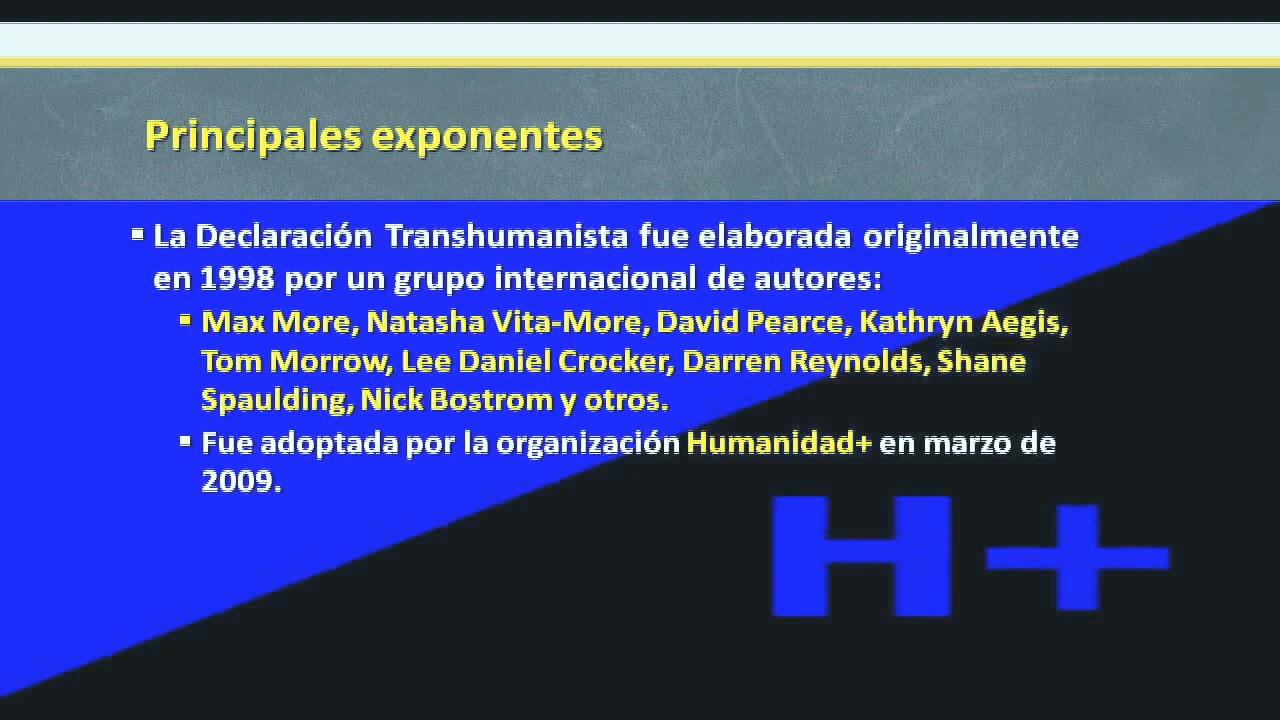 Principales exponentes
▪ La Declaración Transhumanista fue elaborada originalmente
en 1998 por un grupo internacional de autores:
▪ Max More, Natasha Vita-More, David Pearce, Kathryn Aegis,
Tom Morrow, Lee Daniel Crocker, Darren Reynolds, Shane
Spaulding, Nick Bostrom y otros.
▪ Fue adoptada por la organización Humanidad+ en marzo de
2009.
H+